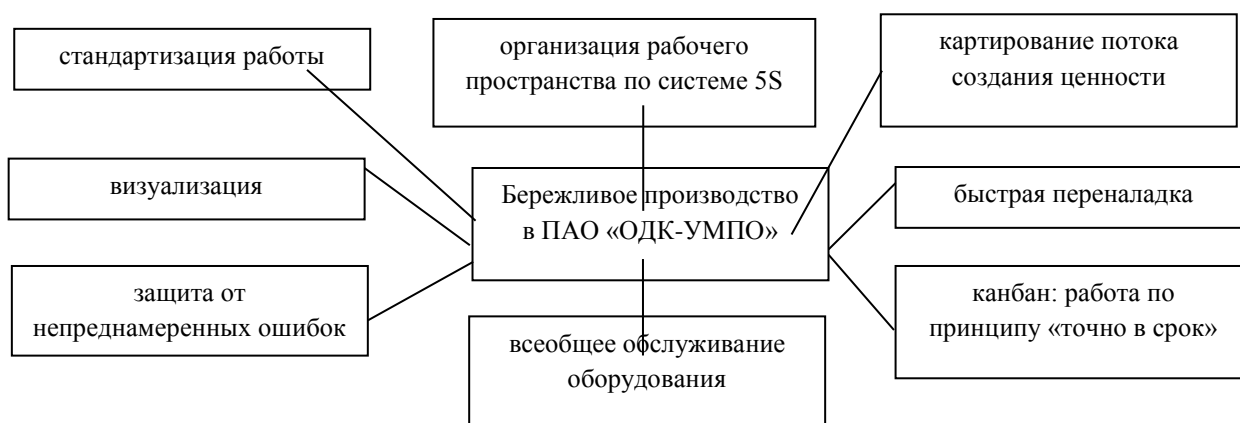 стандартизация работы
организация рабочего
пространства по системе 5S
картирование потока
создания ценности
визуализация
Бережливое производство
в ПАО «ОДК-УМПО»
быстрая переналадка
защита от
непреднамеренных ошибок
всеобщее обслуживание
оборудования
канбан: работа по
принципу «точно в срок»